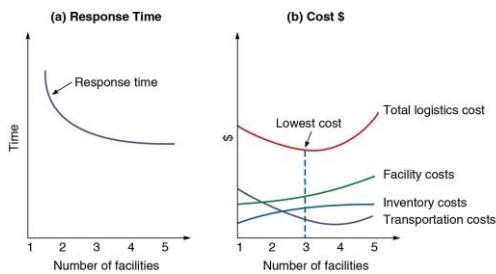 (a) Response Time
Response time
Time
1 2 3 4 5
Number of facilities
(b) Cost $
Total logistics cost
Lowest cost
$
Facility costs
Inventory costs
Transportation costs
1 2 3 4 5
Number of facilities